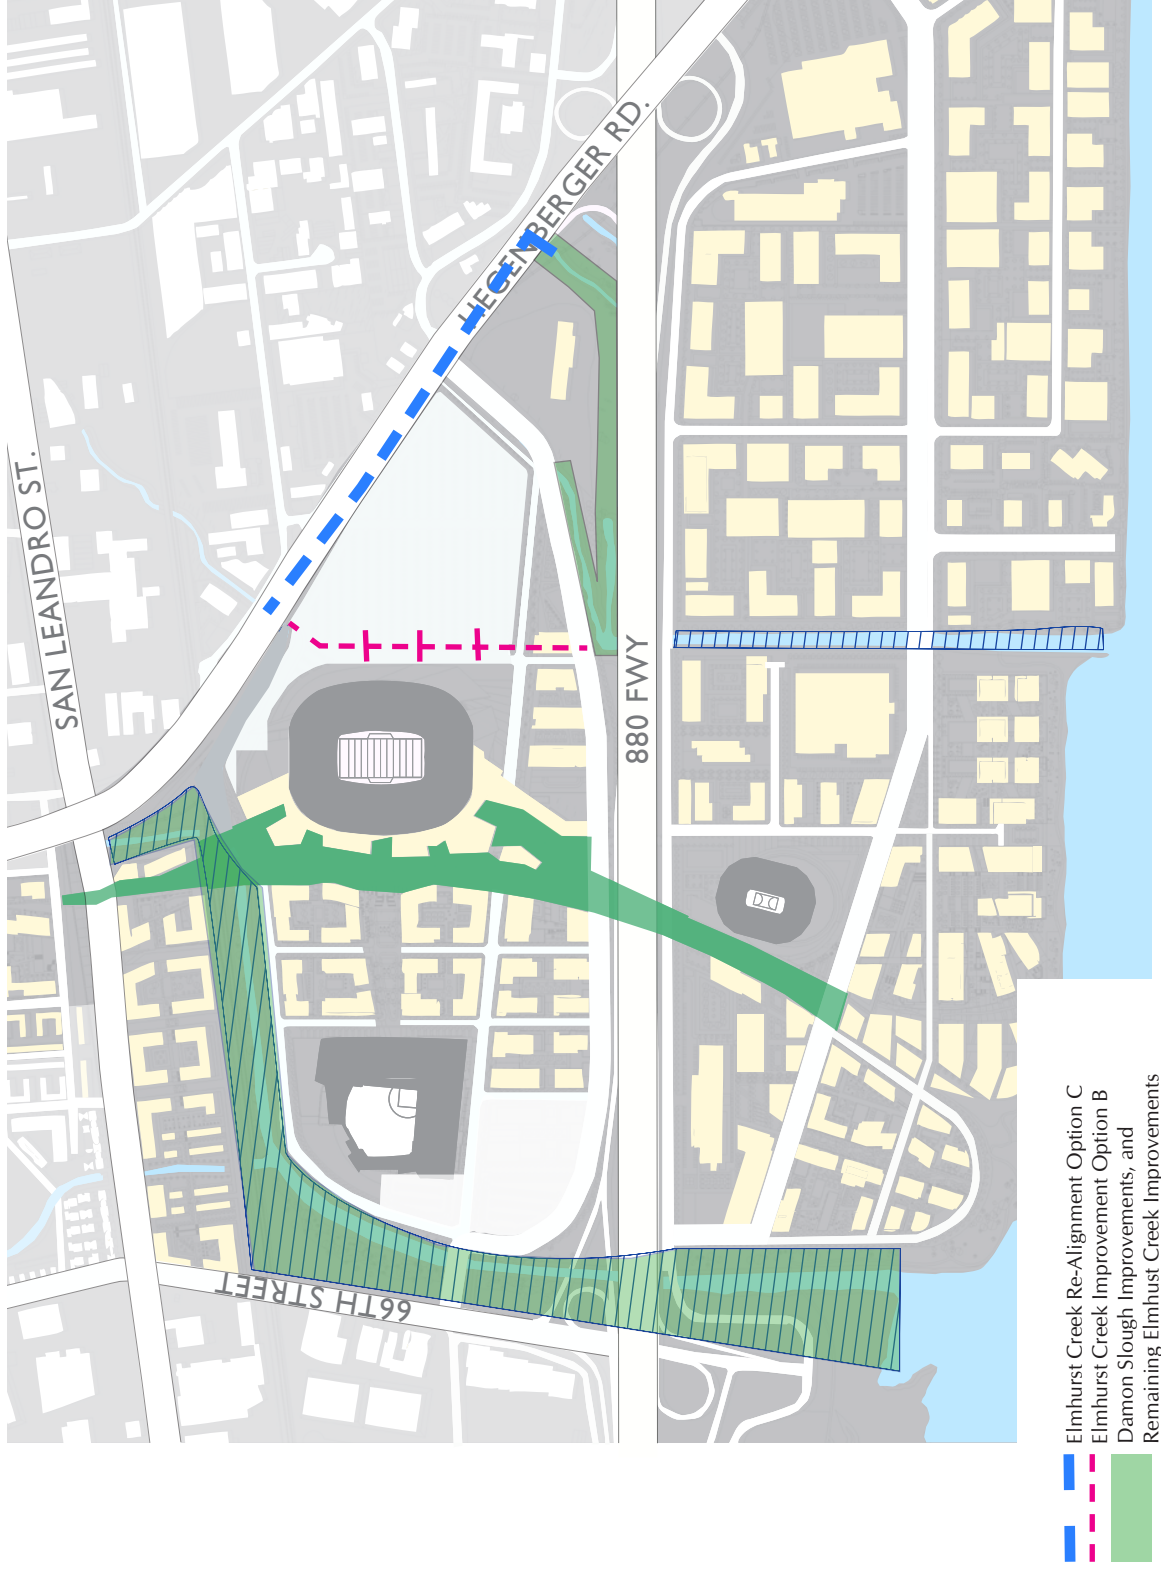 HEGENBERGER RD.
SAN LEANDRO ST.
880 FWY
66TH STREET
Elmhurst Creek Re-Alignment Option C
Elmhurst Creek Improvement Option B
Damon Slough Improvements, and
Remaining Elmhust Creek Improvements